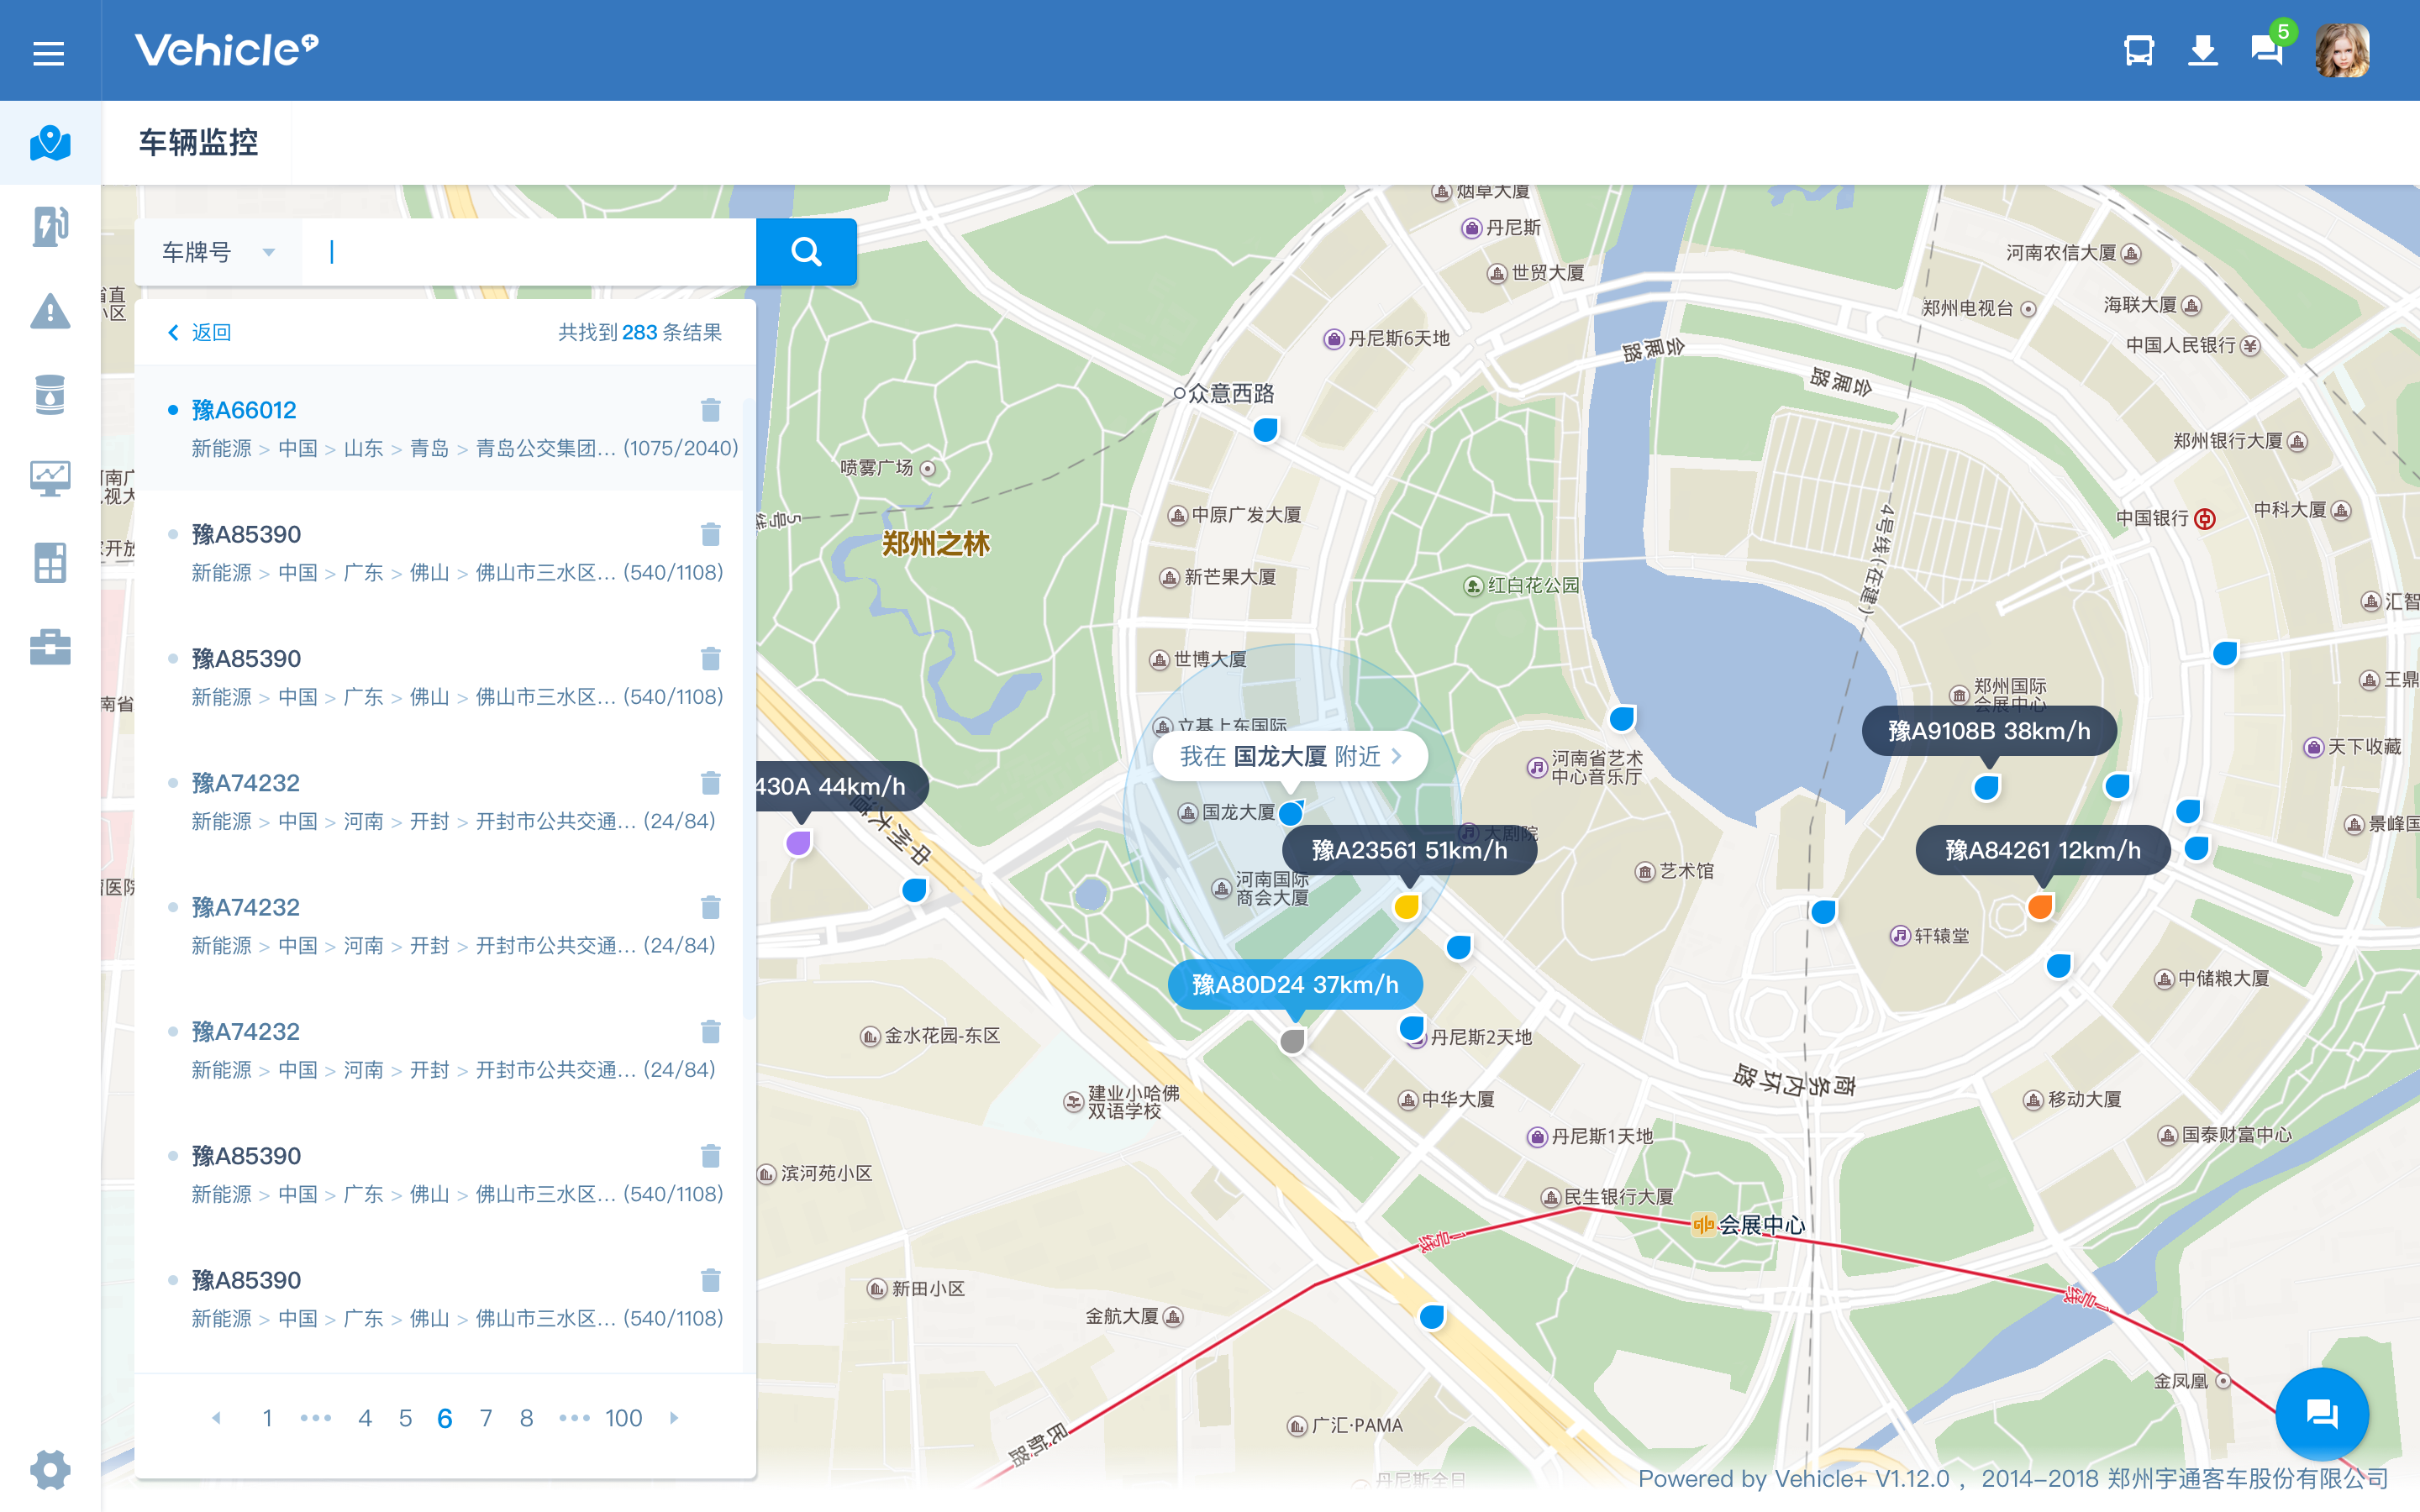 Vehicle+
5
车辆监控
车牌号
返回
共找到 283 条结果
豫A66012
新能源 > 中国 > 山东 > 青岛 > 青岛公交集团... (1075/2040)
豫A85390
新能源 > 中国 > 广东 > 佛山 > 佛山市三水区... (540/1108)
豫A85390
新能源 > 中国 > 广东 > 佛山 > 佛山市三水区... (540/1108)
豫A74232
新能源 > 中国 > 河南 > 开封 > 开封市公共交通... (24/84)
豫A74232
新能源 > 中国 > 河南 > 开封 > 开封市公共交通... (24/84)
豫A74232
新能源 > 中国 > 河南 > 开封 > 开封市公共交通... (24/84)
豫A85390
新能源 > 中国 > 广东 > 佛山 > 佛山市三水区... (540/1108)
豫A85390
新能源 > 中国 > 广东 > 佛山 > 佛山市三水区... (540/1108)
1 ••• 4 5 6 7 8 ••• 100
烟草大厦
丹尼斯
世贸大厦
河南农信大厦
郑州电视台
海联大厦
丹尼斯6天地
会展路
中国人民银行
会展路
众意西路
郑州银行大厦
喷雾广场
中原广发大厦
5号线
4号线(在建)
中国银行
中科大厦
郑州之林
新芒果大厦
红白花公园
汇智
世博大厦
王鼎
郑州国际
会展中心
立基上东国际
豫A9108B 38km/h
天下收藏
我在 国龙大厦 附近
河南省艺术
中心音乐厅
430A 44km/h
国龙大厦
大剧院
景峰国
豫A23561 51km/h
豫A84261 12km/h
艺术馆
河南国际
商会大厦
轩辕堂
豫A80D24 37km/h
中储粮大厦
金水花园-东区
丹尼斯2天地
商务内环路
建业小哈佛
双语学校
中华大厦
移动大厦
丹尼斯1天地
国泰财富中心
滨河苑小区
民生银行大厦
会展中心
1号线
新田小区
1号线
金航大厦
金凤凰
广汇·PAMA
民航路
丹尼斯全日
Powered by Vehicle+ V1.12.0 ，2014-2018 郑州宇通客车股份有限公司